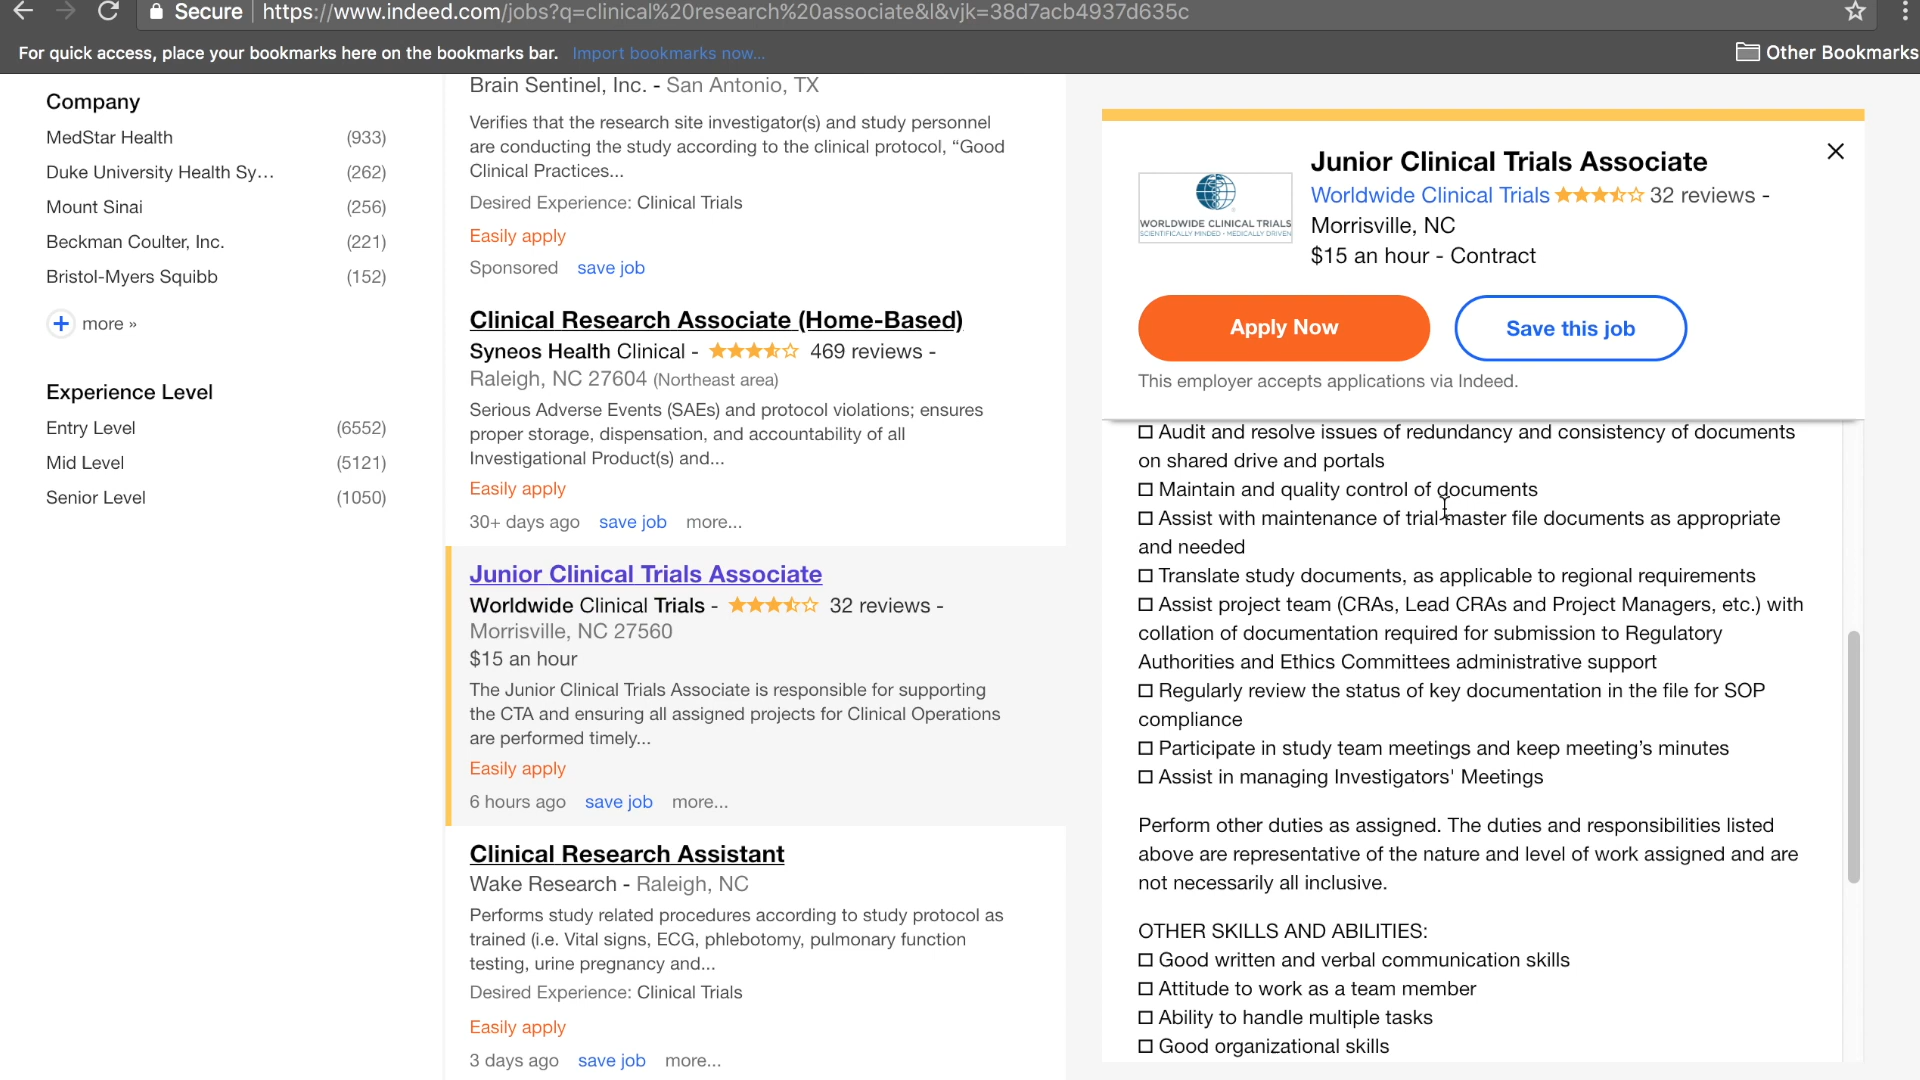 Secure https://www.indeed.com/jobs?q=clinical%20research%20associate&l&vjk=38d7acb4937d635c
For quick access, place your bookmarks here on the bookmarks bar. Import bookmarks now...
Other Bookmarks
Company
MedStar Health (933)
Duke University Health Sy... (262)
Mount Sinai (256)
Beckman Coulter, Inc. (221)
Bristol-Myers Squibb (152)
+ more »
Experience Level
Entry Level (6552)
Mid Level (5121)
Senior Level (1050)
Brain Sentinel, Inc. - San Antonio, TX
Verifies that the research site investigator(s) and study personnel
are conducting the study according to the clinical protocol, “Good
Clinical Practices...
Desired Experience: Clinical Trials
Easily apply
Sponsored save job
Clinical Research Associate (Home-Based)
Syneos Health Clinical - 469 reviews -
Raleigh, NC 27604 (Northeast area)
Serious Adverse Events (SAEs) and protocol violations; ensures
proper storage, dispensation, and accountability of all
Investigational Product(s) and...
Easily apply
30+ days ago save job more...
Junior Clinical Trials Associate
Worldwide Clinical Trials - 32 reviews -
Morrisville, NC 27560
$15 an hour
The Junior Clinical Trials Associate is responsible for supporting
the CTA and ensuring all assigned projects for Clinical Operations
are performed timely...
Easily apply
6 hours ago save job more...
Clinical Research Assistant
Wake Research - Raleigh, NC
Performs study related procedures according to study protocol as
trained (i.e. Vital signs, ECG, phlebotomy, pulmonary function
testing, urine pregnancy and...
Desired Experience: Clinical Trials
Easily apply
3 days ago save job more...
WORLDWIDE CLINICAL TRIALS
SCIENTIFICALLY MINDED • MEDICALLY DRIVEN
Junior Clinical Trials Associate
Worldwide Clinical Trials 32 reviews -
Morrisville, NC
$15 an hour - Contract
Apply Now
Save this job
This employer accepts applications via Indeed.
☐ Audit and resolve issues of redundancy and consistency of documents
on shared drive and portals
☐ Maintain and quality control of documents
☐ Assist with maintenance of trial master file documents as appropriate
and needed
☐ Translate study documents, as applicable to regional requirements
☐ Assist project team (CRAs, Lead CRAs and Project Managers, etc.) with
collation of documentation required for submission to Regulatory
Authorities and Ethics Committees administrative support
☐ Regularly review the status of key documentation in the file for SOP
compliance
☐ Participate in study team meetings and keep meeting’s minutes
☐ Assist in managing Investigators' Meetings
Perform other duties as assigned. The duties and responsibilities listed
above are representative of the nature and level of work assigned and are
not necessarily all inclusive.
OTHER SKILLS AND ABILITIES:
☐ Good written and verbal communication skills
☐ Attitude to work as a team member
☐ Ability to handle multiple tasks
☐ Good organizational skills